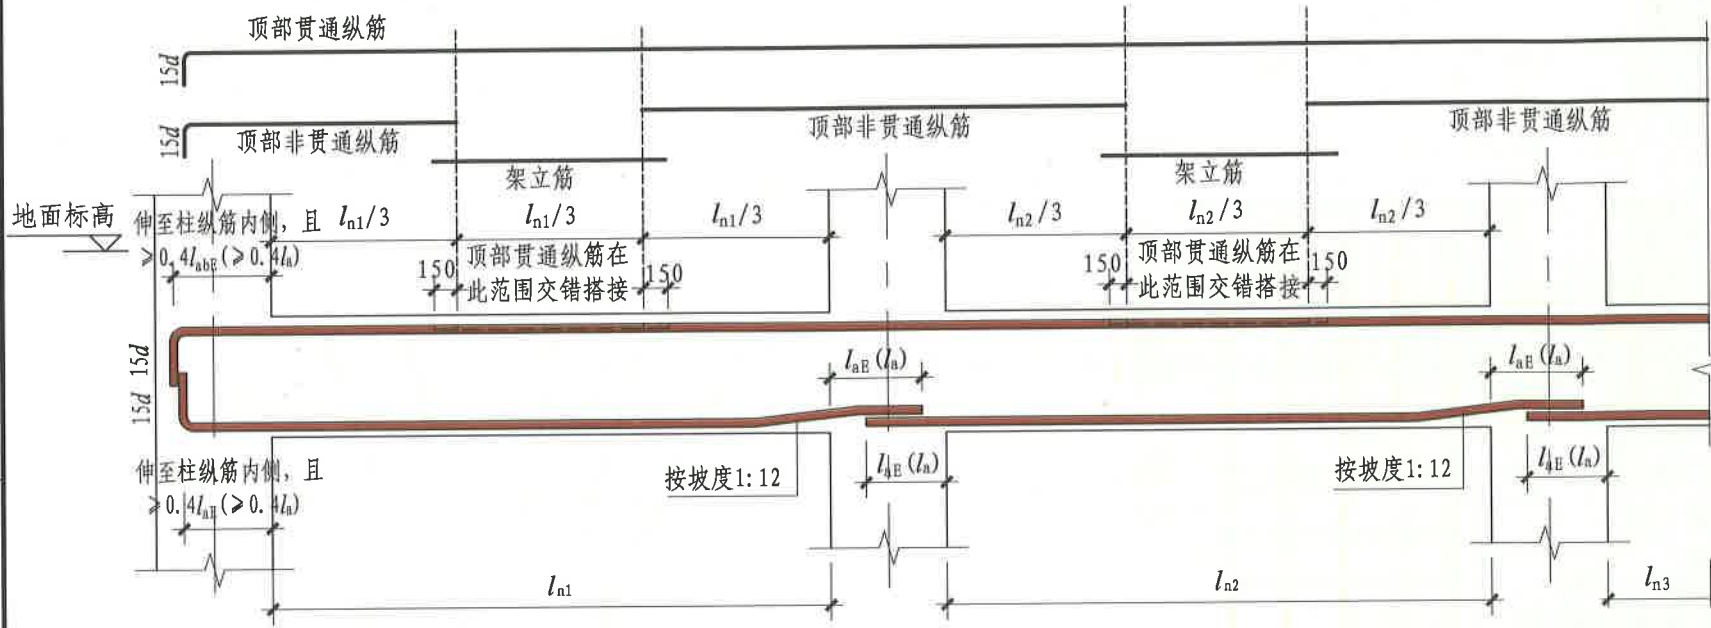 顶部贯通纵筋
15d
15d
顶部非贯通纵筋
顶部非贯通纵筋
顶部非贯通纵筋
架立筋
架立筋
地面标高
伸至柱纵筋内侧, 且
≥0.4labE(≥0.4la)
ln1/3
ln1/3
ln1/3
ln2/3
ln2/3
ln2/3
150
顶部贯通纵筋在
此范围交错搭接
150
150
顶部贯通纵筋在
此范围交错搭接
150
15d
15d
laE(la)
laE(la)
伸至柱纵筋内侧, 且
≥0.4laE(≥0.4la)
按坡度1:12
laE(la)
按坡度1:12
laE(la)
ln1
ln2
ln3